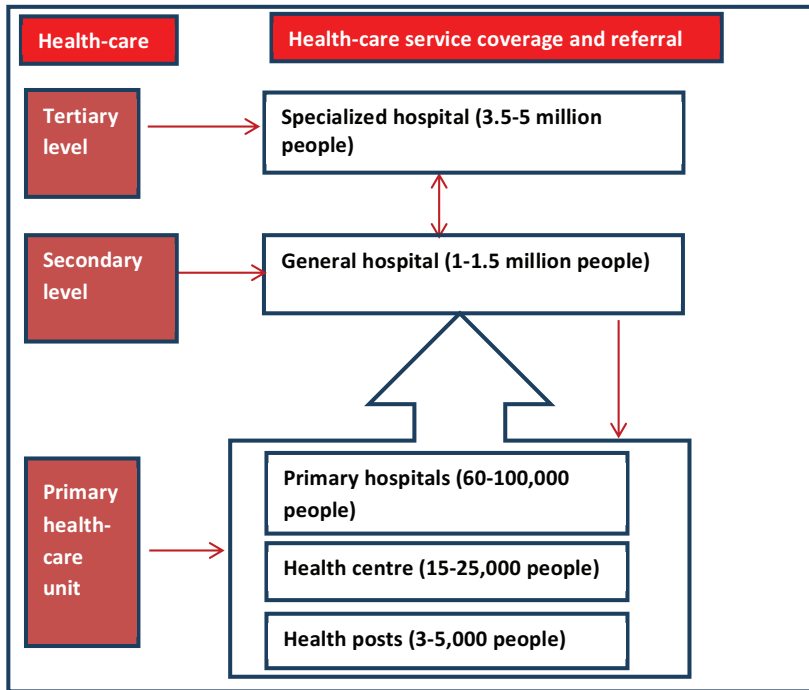 Health-care
Health-care service coverage and referral
Tertiary
level
Specialized hospital (3.5-5 million
people)
Secondary
level
General hospital (1-1.5 million people)
Primary
health-
care
unit
Primary hospitals (60-100,000
people)
Health centre (15-25,000 people)
Health posts (3-5,000 people)